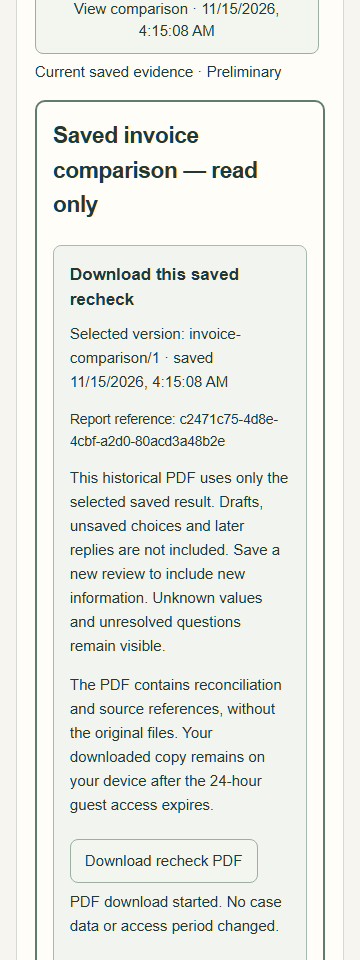 View comparison · 11/15/2026,
4:15:08 AM
Current saved evidence · Preliminary
Saved invoice
comparison — read
only
Download this saved
recheck
Selected version: invoice-
comparison/1 · saved
11/15/2026, 4:15:08 AM
Report reference: c2471c75-4d8e-
4cbf-a2d0-80acd3a48b2e
This historical PDF uses only the
selected saved result. Drafts,
unsaved choices and later
replies are not included. Save a
new review to include new
information. Unknown values
and unresolved questions
remain visible.
The PDF contains reconciliation
and source references, without
the original files. Your
downloaded copy remains on
your device after the 24-hour
guest access expires.
Download recheck PDF
PDF download started. No case
data or access period changed.